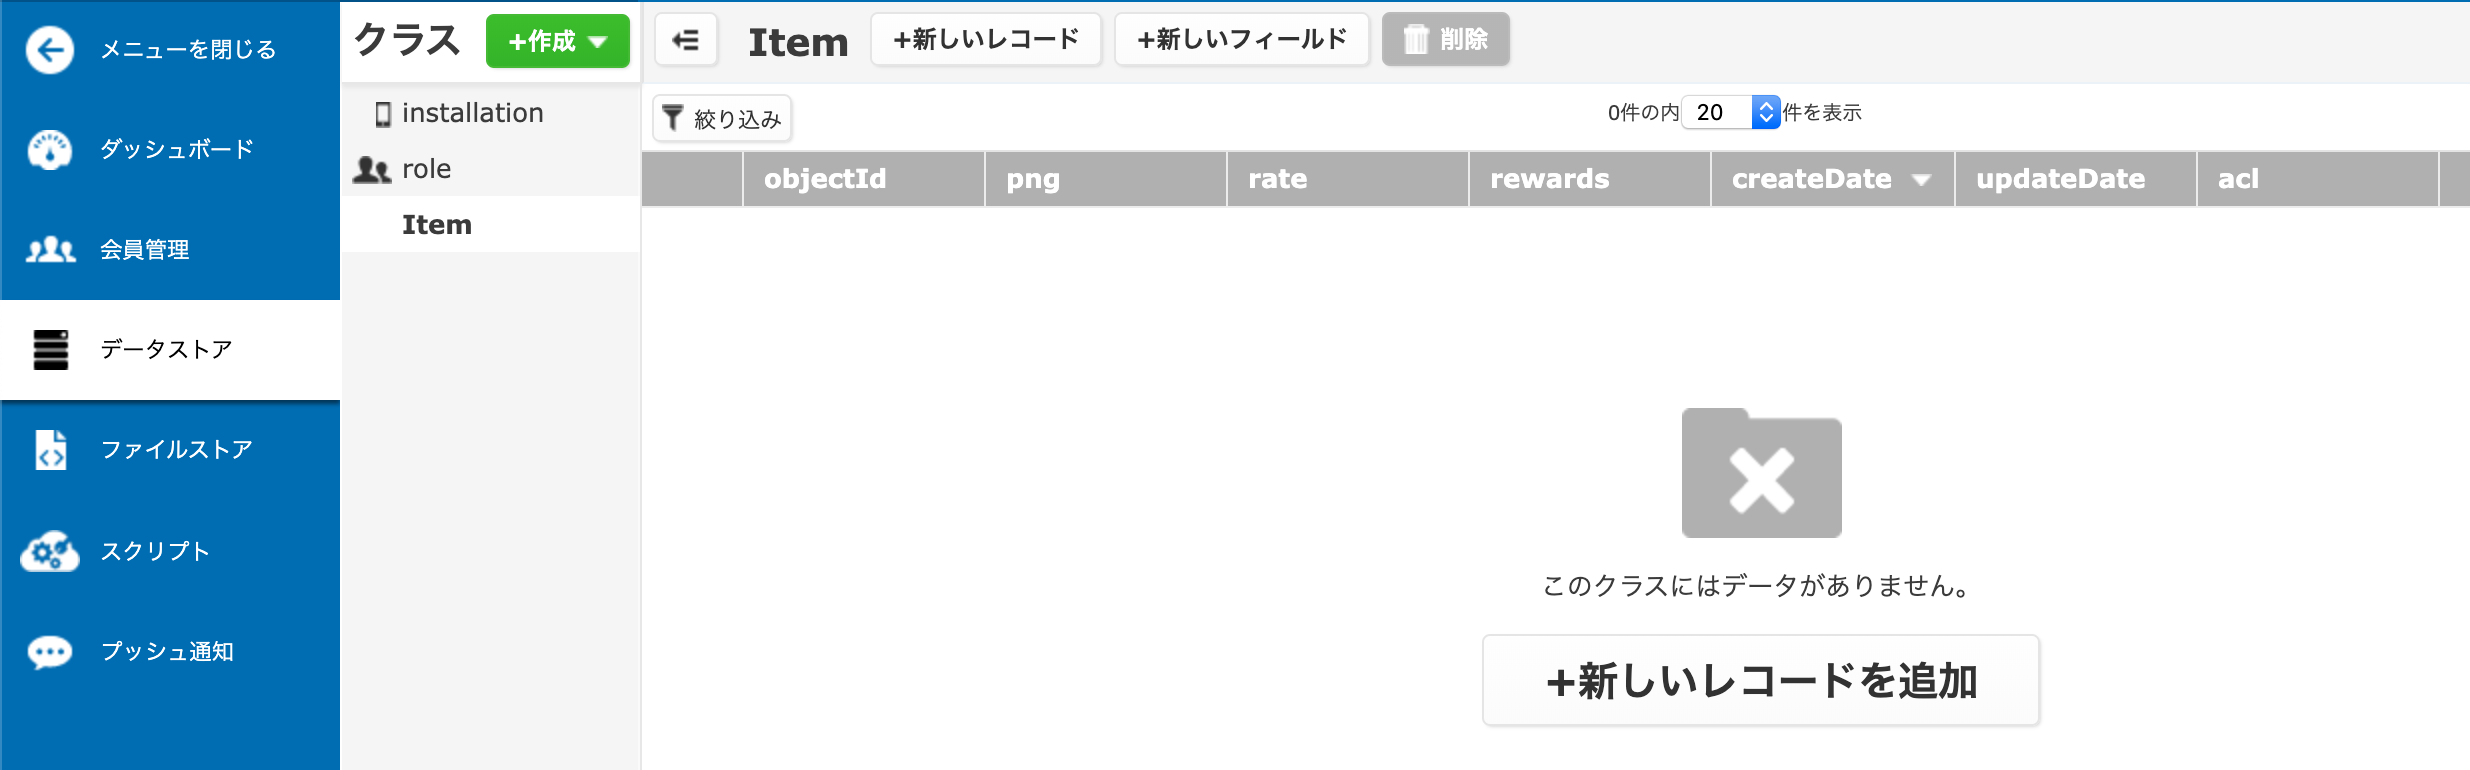 メニューを閉じる
ダッシュボード
会員管理
データストア
ファイルストア
スクリプト
プッシュ通知
クラス +作成
installation
role
Item
Item +新しいレコード +新しいフィールド 削除
絞り込み 0件の内 20 件を表示
objectId png rate rewards createDate updateDate acl
このクラスにはデータがありません。
+新しいレコードを追加